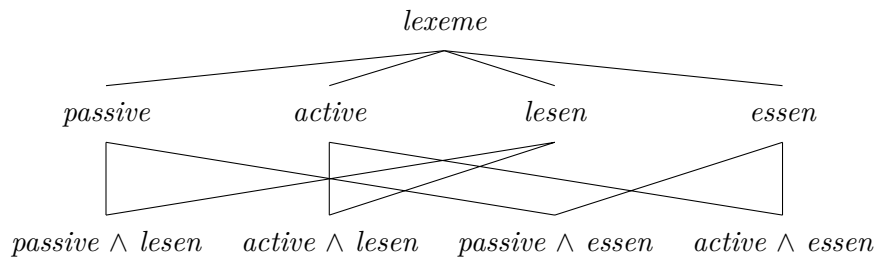 lexeme
passive active lesen essen
passive ∧ lesen active ∧ lesen passive ∧ essen active ∧ essen